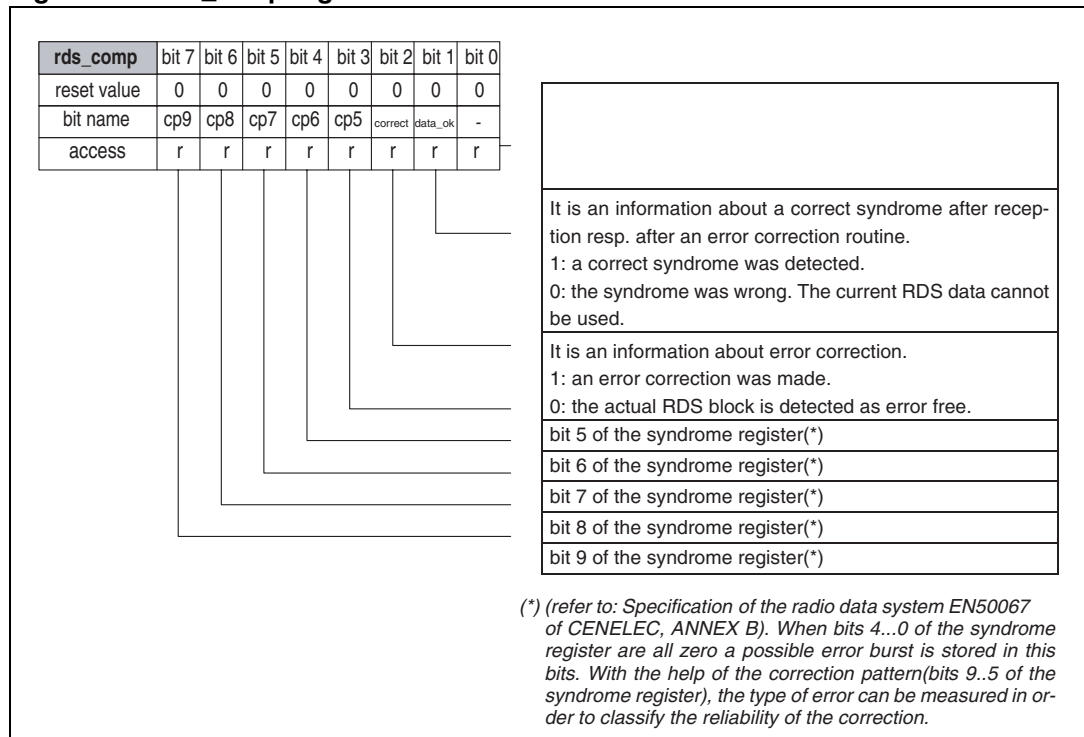 rds_comp bit 7 bit 6 bit 5 bit 4 bit 3 bit 2 bit 1 bit 0
reset value 0 0 0 0 0 0 0 0
bit name cp9 cp8 cp7 cp6 cp5 correct data_ok -
access r r r r r r r r
It is an information about a correct syndrome after recep-
tion resp. after an error correction routine.
1: a correct syndrome was detected.
0: the syndrome was wrong. The current RDS data cannot
be used.
It is an information about error correction.
1: an error correction was made.
0: the actual RDS block is detected as error free.
bit 5 of the syndrome register(*)
bit 6 of the syndrome register(*)
bit 7 of the syndrome register(*)
bit 8 of the syndrome register(*)
bit 9 of the syndrome register(*)
(*) (refer to: Specification of the radio data system EN50067
of CENELEC, ANNEX B). When bits 4...0 of the syndrome
register are all zero a possible error burst is stored in this
bits. With the help of the correction pattern(bits 9..5 of the
syndrome register), the type of error can be measured in or-
der to classify the reliability of the correction.